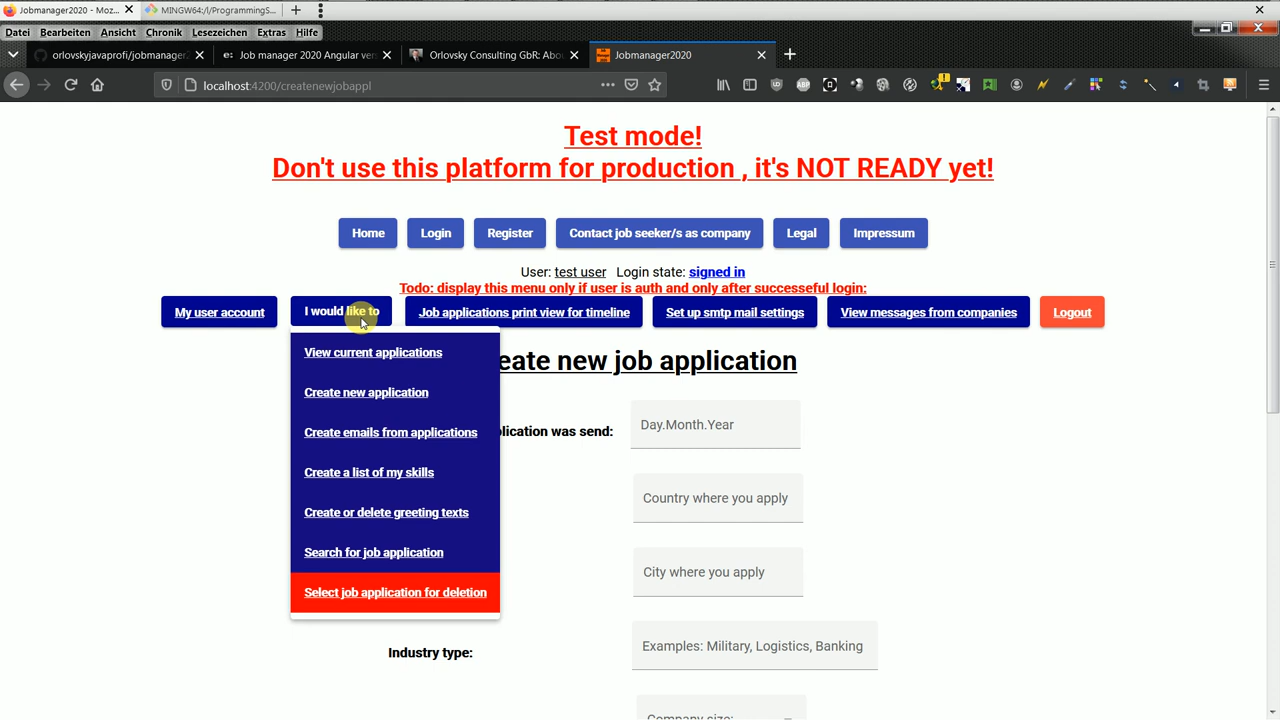 Jobmanager2020 - Moz...
MINGW64:/l/ProgrammingS...
Datei Bearbeiten Ansicht Chronik Lesezeichen Extras Hilfe
orlovskyjavaprofi/jobmanager2
Job manager 2020 Angular ver
Orlovsky Consulting GbR: Abo
Jobmanager2020
localhost:4200/createnewjobappl
Test mode!
Don't use this platform for production , it's NOT READY yet!
Home Login Register Contact job seeker/s as company Legal Impressum
User: test user Login state: signed in
Todo: display this menu only if user is auth and only after successeful login:
My user account I would like to Job applications print view for timeline Set up smtp mail settings View messages from companies Logout
View current applications
eate new job application
Create new application
Create emails from applications
plication was send: Day.Month.Year
Create a list of my skills
Country where you apply
Create or delete greeting texts
Search for job application
City where you apply
Select job application for deletion
Industry type: Examples: Military, Logistics, Banking
Company size: